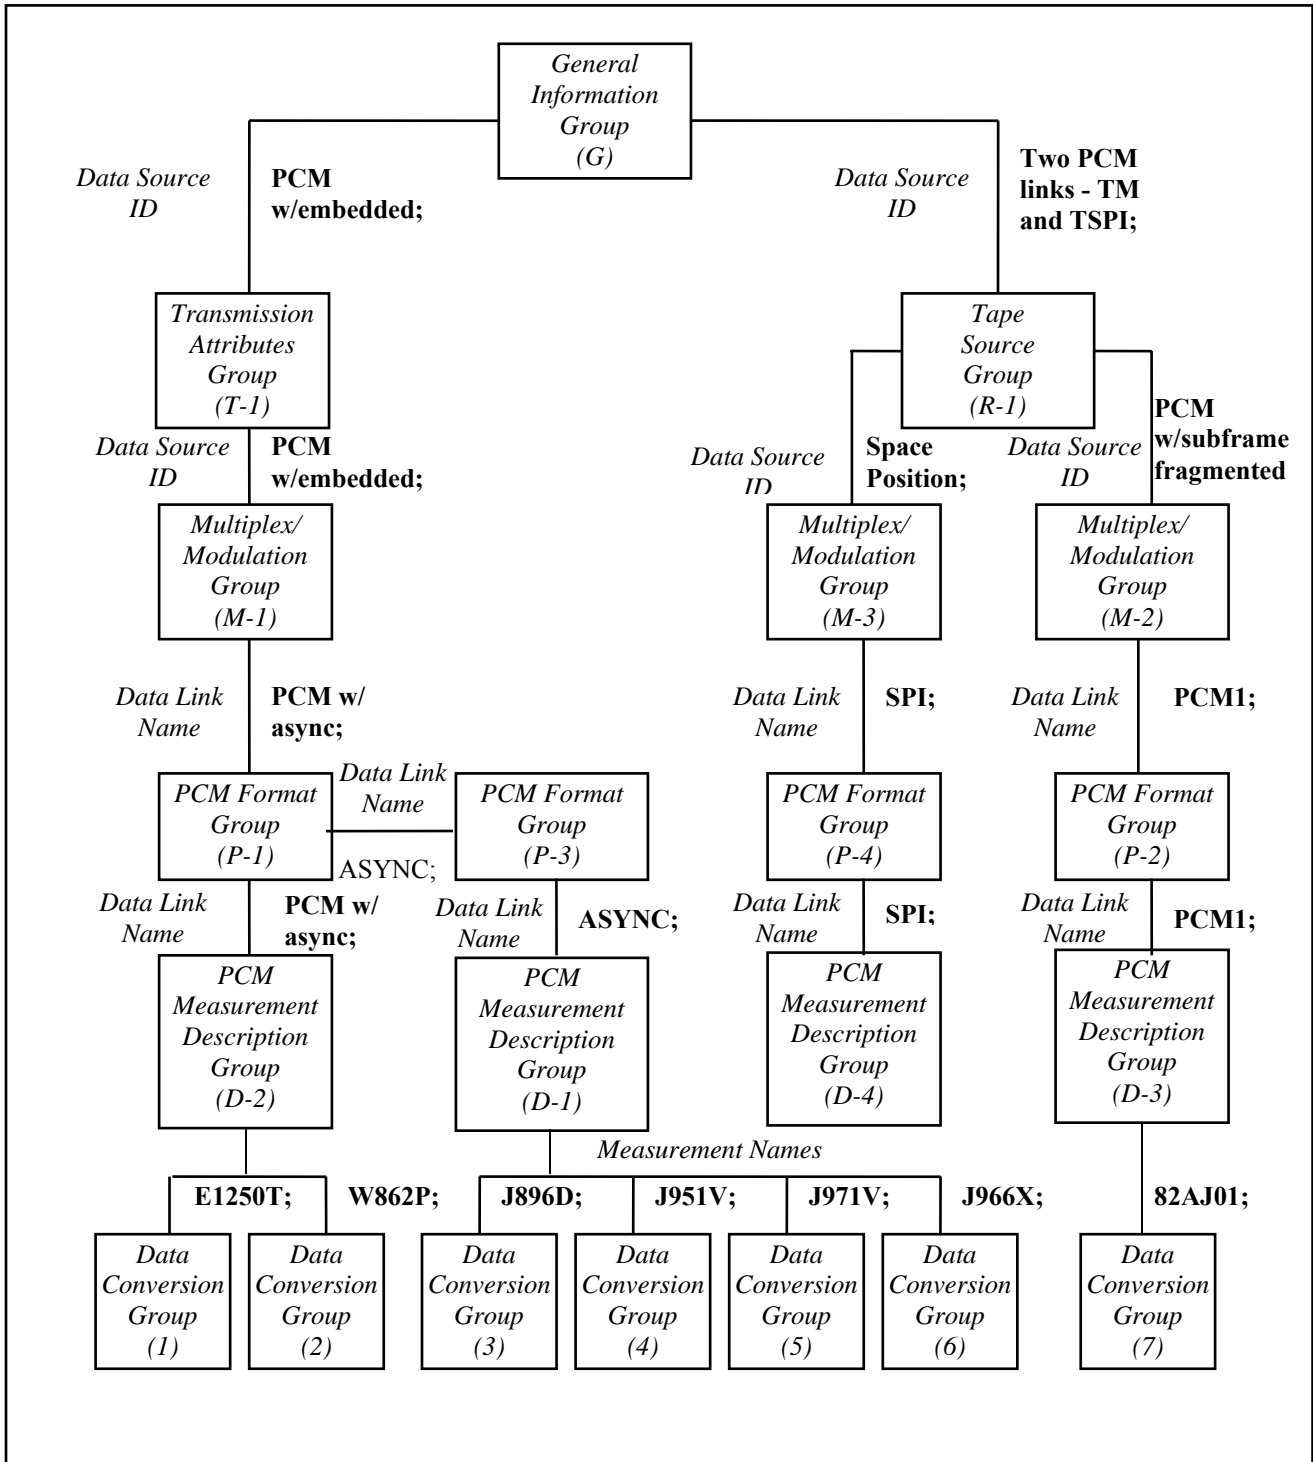 General
Information
Group
(G)
Data Source
ID
PCM
w/embedded;
Data Source
ID
Two PCM
links - TM
and TSPI;
Transmission
Attributes
Group
(T-1)
Tape
Source
Group
(R-1)
Data Source
ID
PCM
w/embedded;
Data Source
ID
Space
Position;
Data Source
ID
PCM
w/subframe
fragmented
Multiplex/
Modulation
Group
(M-1)
Multiplex/
Modulation
Group
(M-3)
Multiplex/
Modulation
Group
(M-2)
Data Link
Name
PCM w/
async;
Data Link
Name
SPI;
Data Link
Name
PCM1;
PCM Format
Group
(P-1)
Data Link
Name
ASYNC;
PCM Format
Group
(P-3)
PCM Format
Group
(P-4)
PCM Format
Group
(P-2)
Data Link
Name
PCM w/
async;
Data Link
Name
ASYNC;
Data Link
Name
SPI;
Data Link
Name
PCM1;
PCM
Measurement
Description
Group
(D-2)
PCM
Measurement
Description
Group
(D-1)
PCM
Measurement
Description
Group
(D-4)
PCM
Measurement
Description
Group
(D-3)
Measurement Names
E1250T;
W862P;
J896D;
J951V;
J971V;
J966X;
82AJ01;
Data
Conversion
Group
(1)
Data
Conversion
Group
(2)
Data
Conversion
Group
(3)
Data
Conversion
Group
(4)
Data
Conversion
Group
(5)
Data
Conversion
Group
(6)
Data
Conversion
Group
(7)